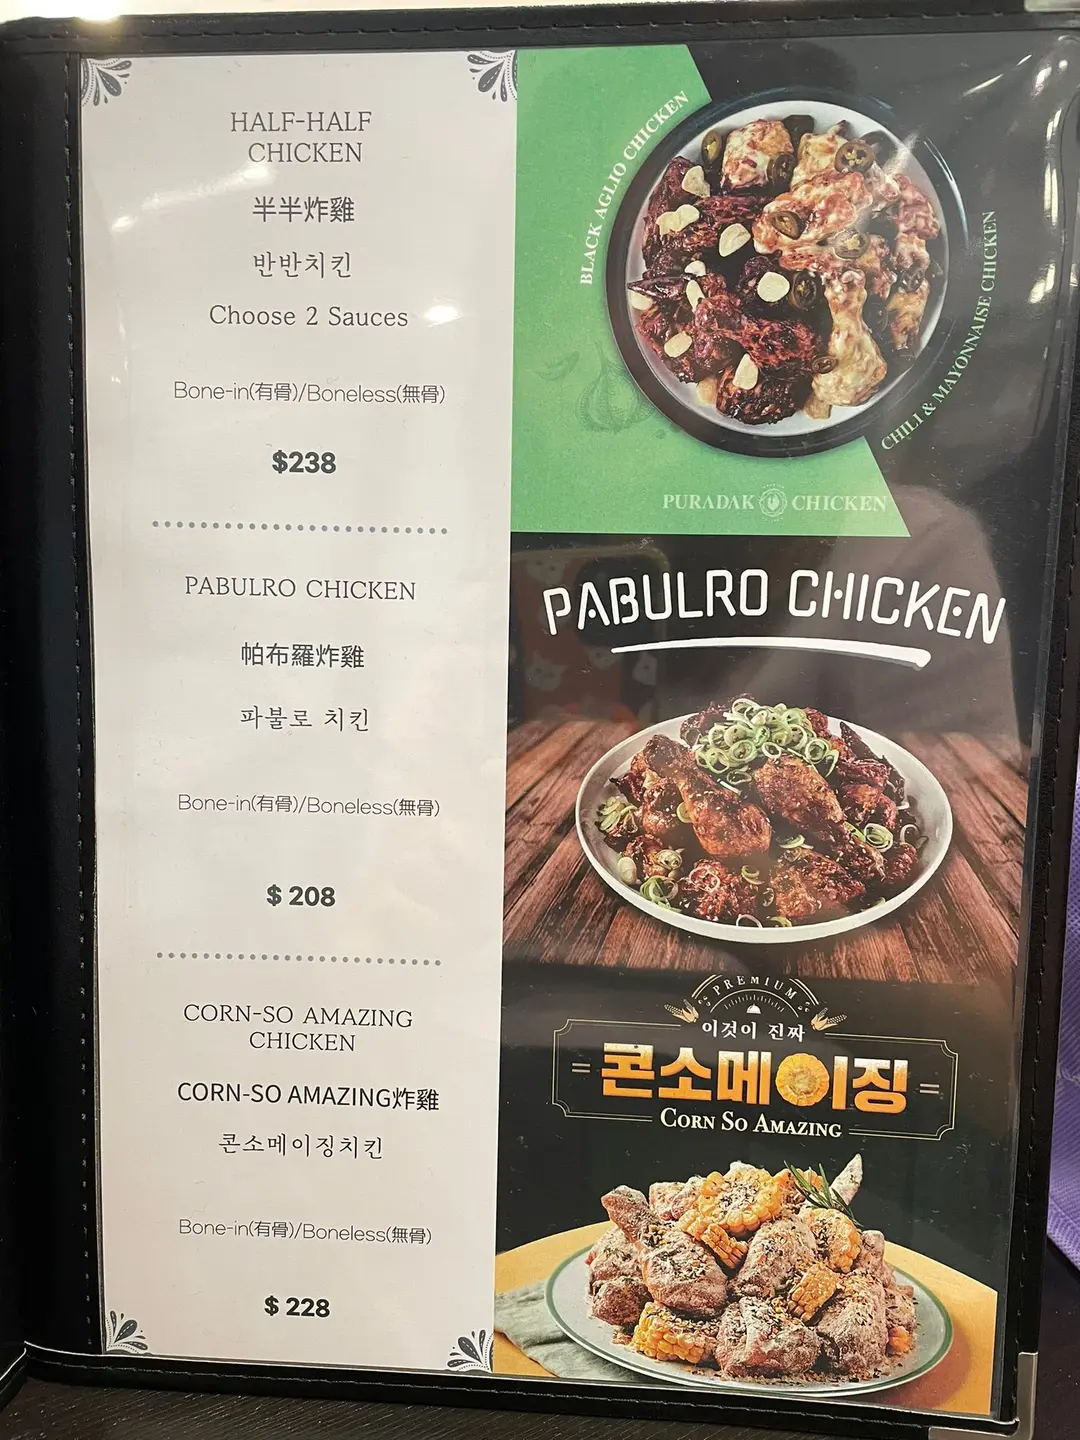 HALF-HALF
CHICKEN
半半炸雞
반반치킨
Choose 2 Sauces
Bone-in(有骨)/Boneless(無骨)
$238
PABULRO CHICKEN
帕布羅炸雞
파불로 치킨
Bone-in(有骨)/Boneless(無骨)
$ 208
CORN-SO AMAZING
CHICKEN
CORN-SO AMAZING炸雞
콘소메이징치킨
Bone-in(有骨)/Boneless(無骨)
$ 228
BLACK AGLIO CHICKEN
CHILI & MAYONNAISE CHICKEN
PURADAK CHICKEN
PABULRO CHICKEN
PREMIUM
이것이 진짜
콘소메이징
CORN SO AMAZING